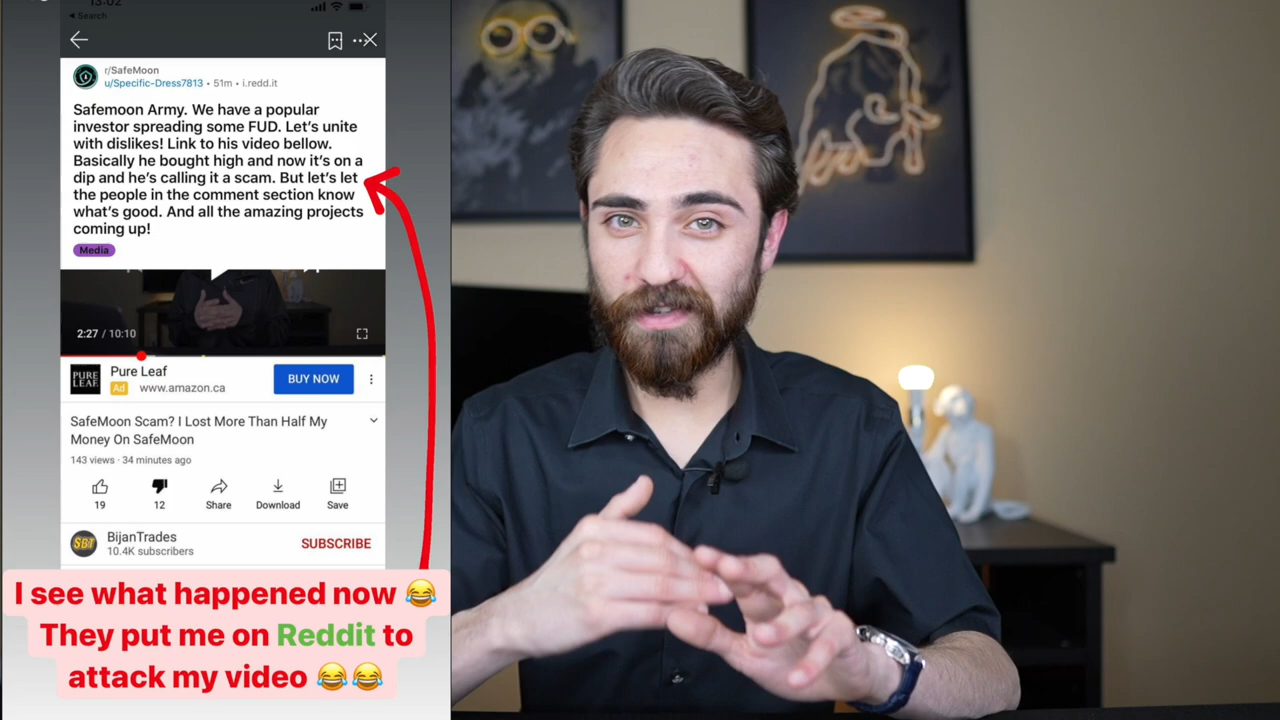 13:02
Search
r/SafeMoon
u/Specific-Dress7813 • 51m • i.redd.it
Safemoon Army. We have a popular
investor spreading some FUD. Let's unite
with dislikes! Link to his video bellow.
Basically he bought high and now it's on a
dip and he's calling it a scam. But let's let
the people in the comment section know
what's good. And all the amazing projects
coming up!
Media
2:27 / 10:10
PURE
LEAF
Pure Leaf
Ad www.amazon.ca
BUY NOW
SafeMoon Scam? I Lost More Than Half My
Money On SafeMoon
143 views · 34 minutes ago
19
12
Share
Download
Save
SBT
BijanTrades
10.4K subscribers
SUBSCRIBE
I see what happened now 😂
They put me on Reddit to
attack my video 😂😂